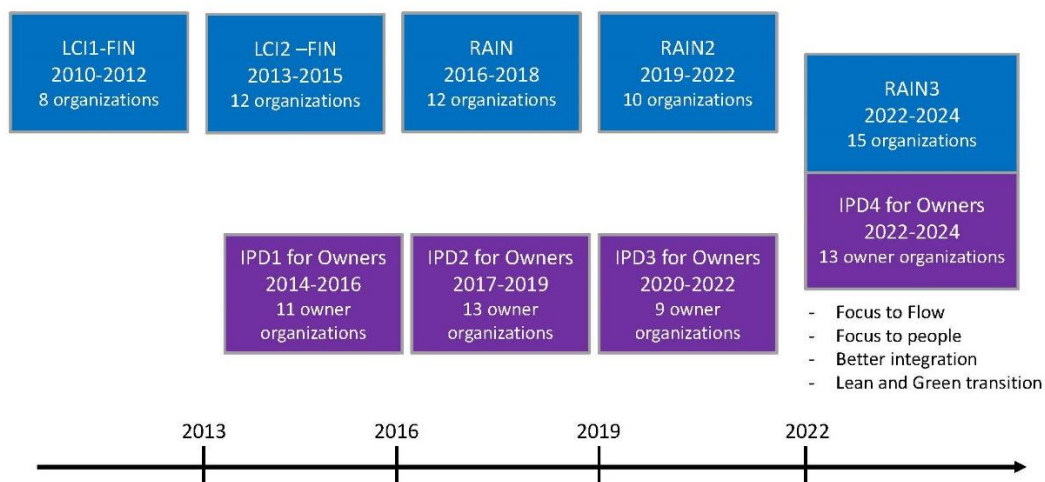 LCI1-FIN
2010-2012
8 organizations
LCI2 –FIN
2013-2015
12 organizations
RAIN
2016-2018
12 organizations
RAIN2
2019-2022
10 organizations
RAIN3
2022-2024
15 organizations
IPD1 for Owners
2014-2016
11 owner
organizations
IPD2 for Owners
2017-2019
13 owner
organizations
IPD3 for Owners
2020-2022
9 owner
organizations
IPD4 for Owners
2022-2024
13 owner organizations
- Focus to Flow
- Focus to people
- Better integration
- Lean and Green transition
2013
2016
2019
2022